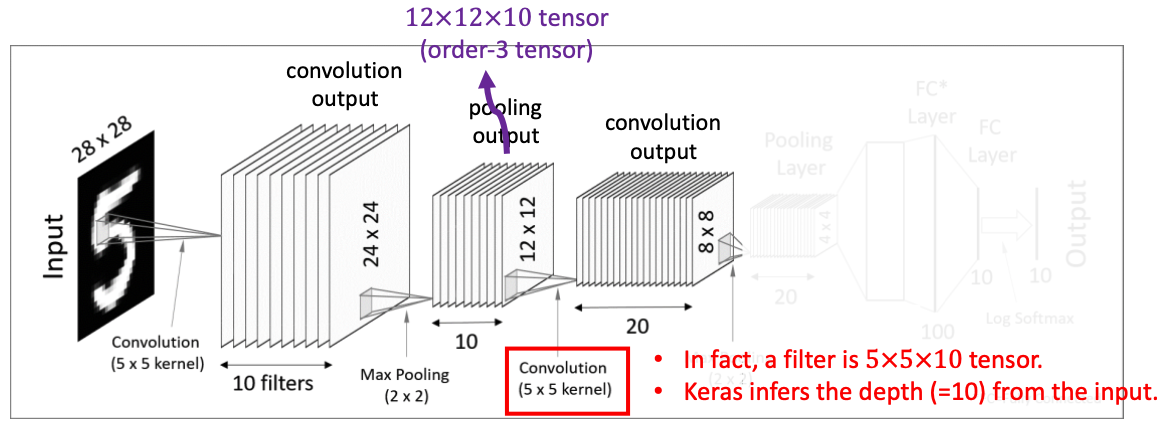 12×12×10 tensor
(order-3 tensor)
convolution
output
pooling
output
convolution
output
Pooling
Layer
FC*
Layer
FC
Layer
28 x 28
Input
24 x 24
12 x 12
8 x 8
4 x 4
Output
Convolution
(5 x 5 kernel)
10 filters
Max Pooling
(2 x 2)
10
Convolution
(5 x 5 kernel)
20
20
100
10
10
Log Softmax
(2 x 2)
• In fact, a filter is 5×5×10 tensor.
• Keras infers the depth (=10) from the input.